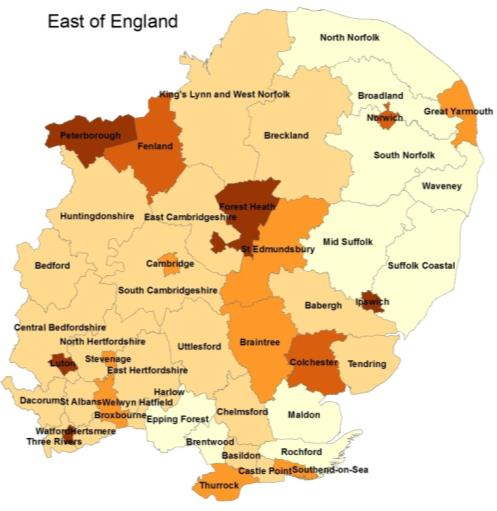 East of England
North Norfolk
King's Lynn and West Norfolk
Broadland
Great Yarmouth
Norwich
Peterborough
Fenland
Breckland
South Norfolk
Waveney
Forest Heath
Huntingdonshire
East Cambridgeshire
St Edmundsbury
Mid Suffolk
Cambridge
Bedford
Suffolk Coastal
South Cambridgeshire
Babergh
Ipswich
Central Bedfordshire
North Hertfordshire
Uttlesford
Braintree
Stevenage
Luton
East Hertfordshire
Colchester
Tendring
Harlow
Dacorum
St Albans
Welwyn Hatfield
Broxbourne
Epping Forest
Chelmsford
Maldon
Watford
Hertsmere
Three Rivers
Brentwood
Basildon
Rochford
Castle Point
Southend-on-Sea
Thurrock